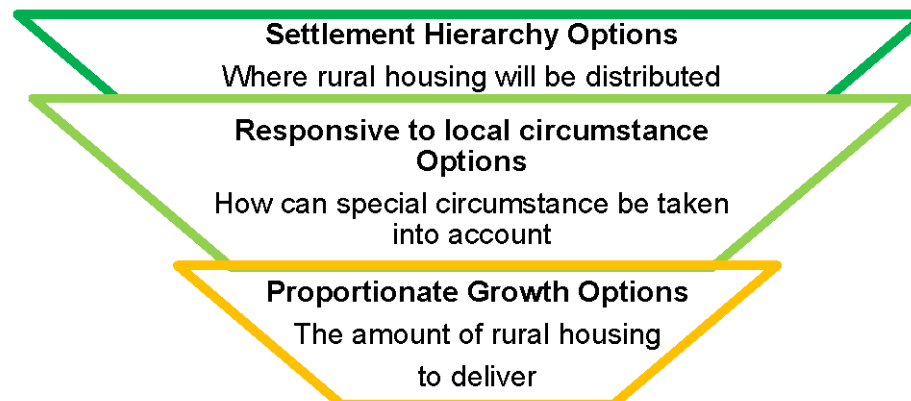 Settlement Hierarchy Options
Where rural housing will be distributed
Responsive to local circumstance
Options
How can special circumstance be taken
into account
Proportionate Growth Options
The amount of rural housing
to deliver